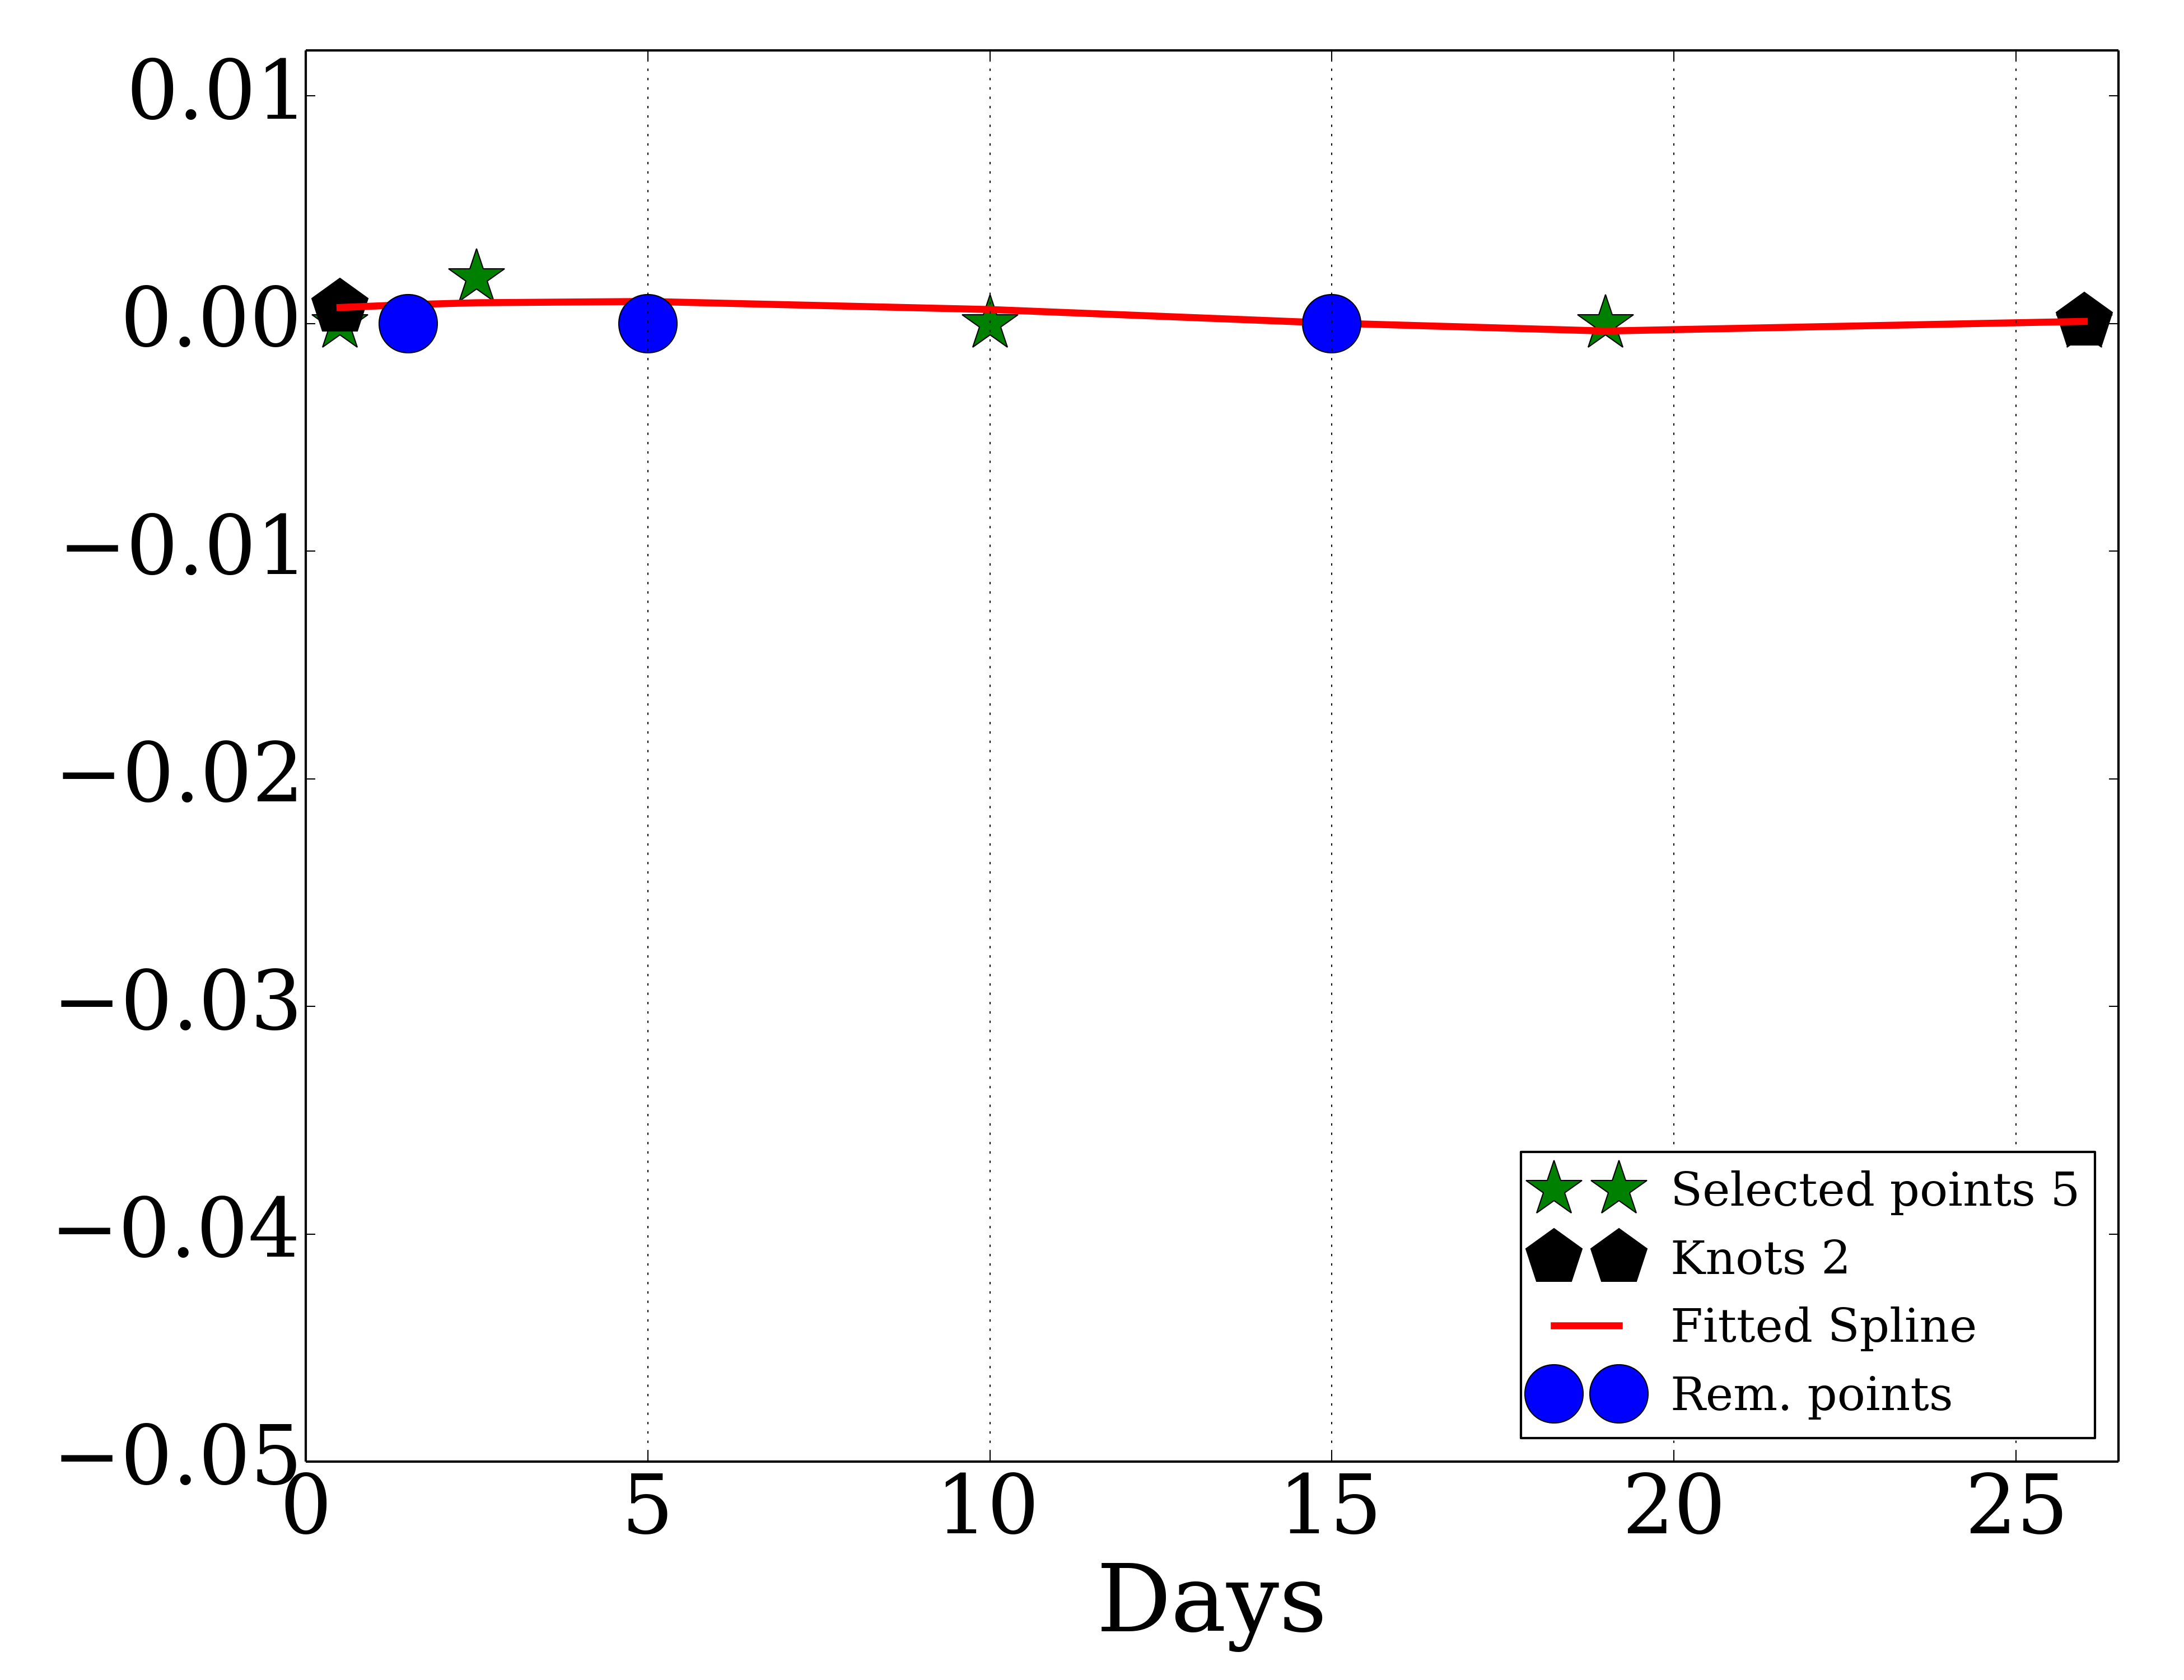 0.01
0.00
−0.01
−0.02
−0.03
−0.04
−0.05
0 5 10 15 20 25
Days
Selected points 5
Knots 2
Fitted Spline
Rem. points